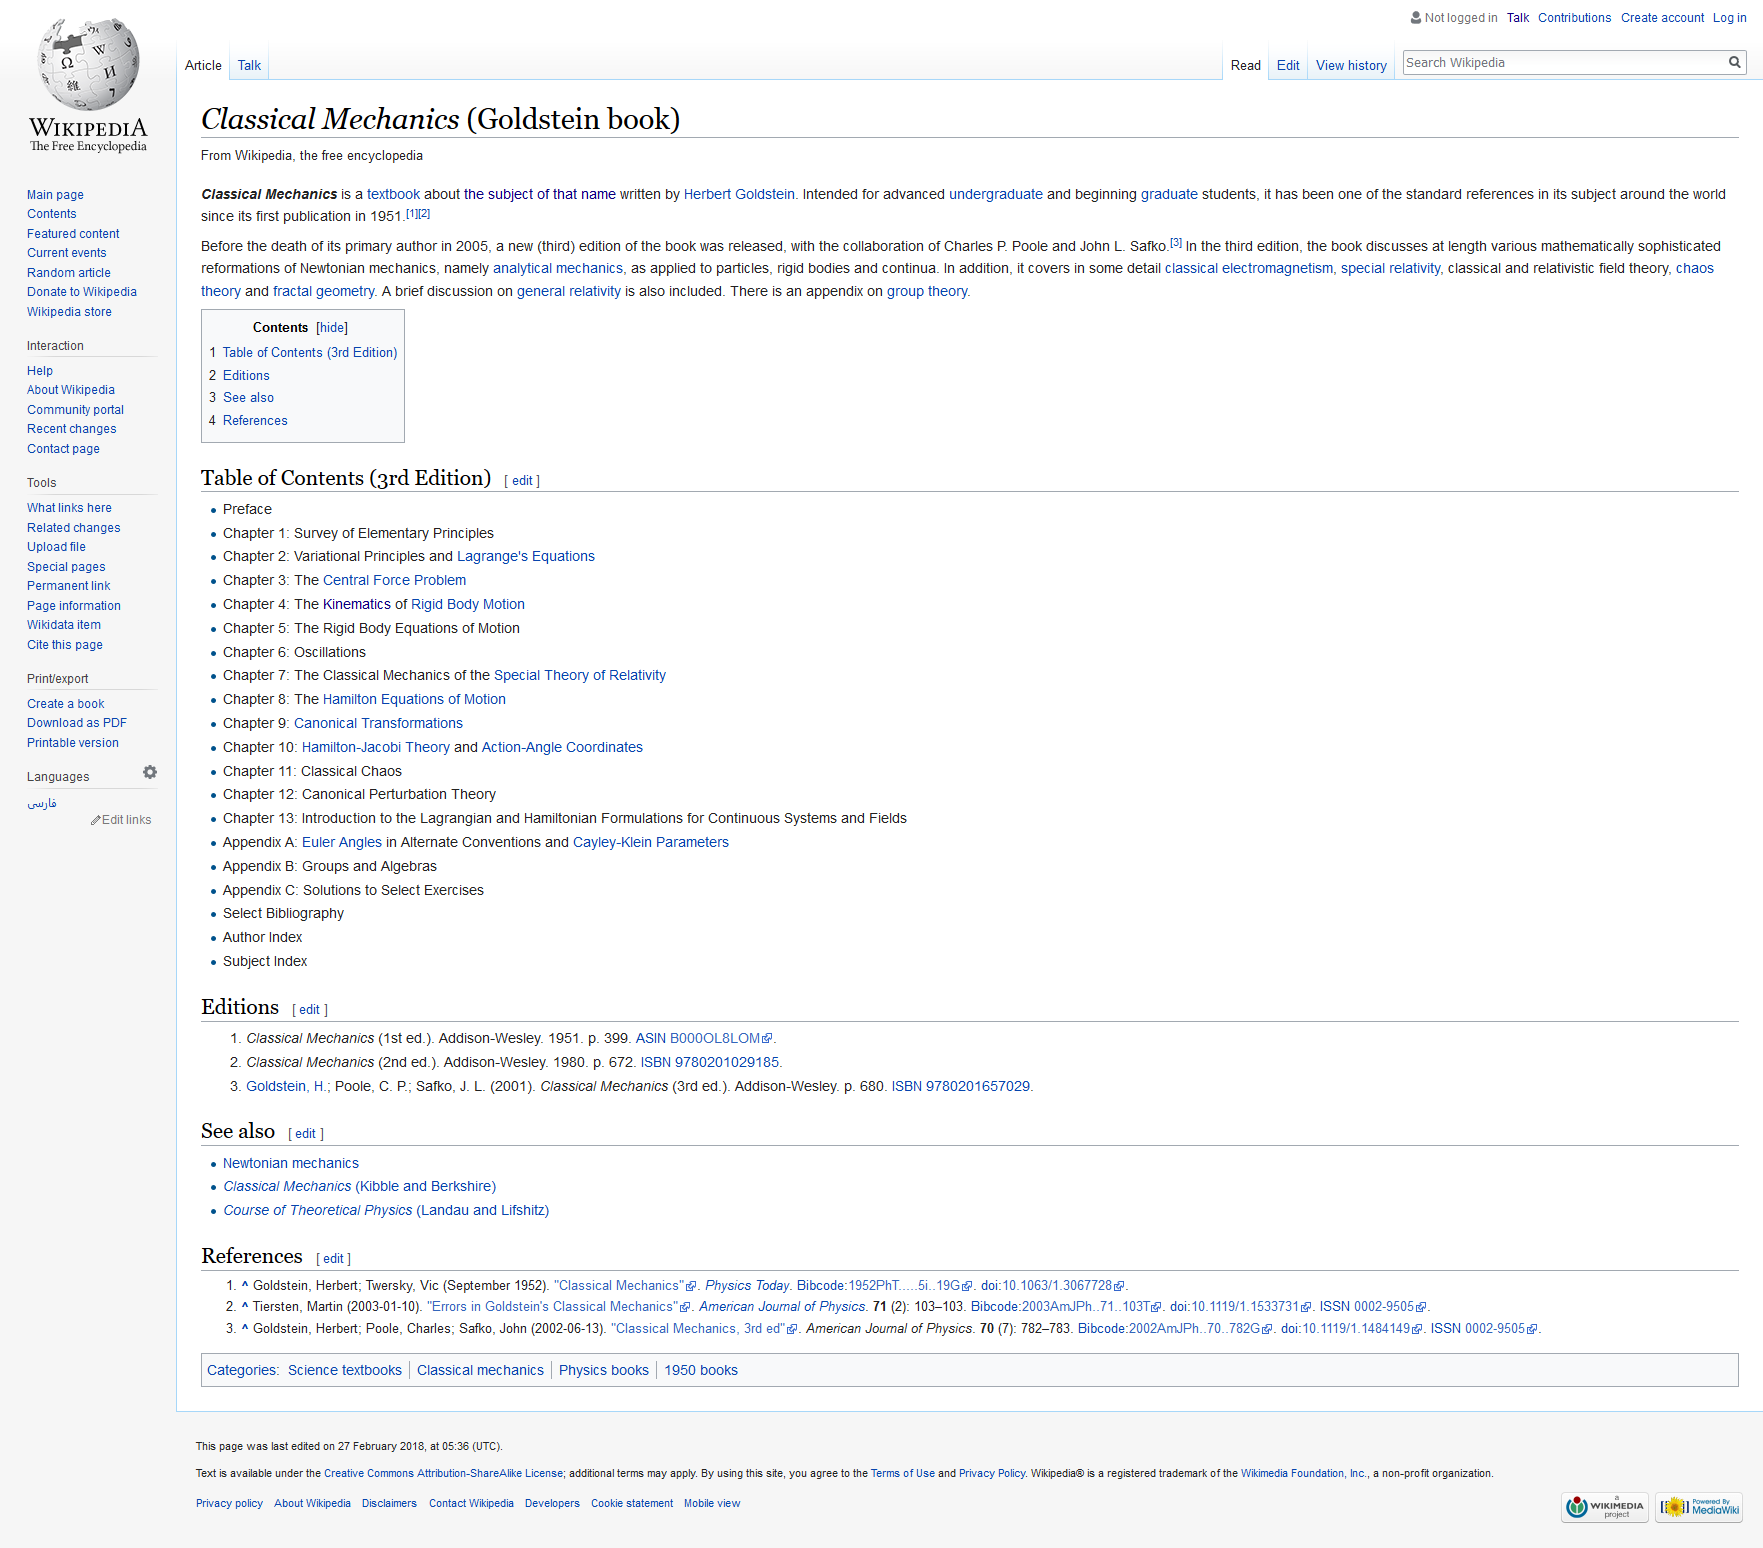 Not logged in Talk Contributions Create account Log in
Article Talk Read Edit View history Search Wikipedia
WIKIPEDIA
The Free Encyclopedia
Main page
Contents
Featured content
Current events
Random article
Donate to Wikipedia
Wikipedia store
Interaction
Help
About Wikipedia
Community portal
Recent changes
Contact page
Tools
What links here
Related changes
Upload file
Special pages
Permanent link
Page information
Wikidata item
Cite this page
Print/export
Create a book
Download as PDF
Printable version
Languages
فارسی
Edit links
Classical Mechanics (Goldstein book)
From Wikipedia, the free encyclopedia
Classical Mechanics is a textbook about the subject of that name written by Herbert Goldstein. Intended for advanced undergraduate and beginning graduate students, it has been one of the standard references in its subject around the world
since its first publication in 1951.[1][2]
Before the death of its primary author in 2005, a new (third) edition of the book was released, with the collaboration of Charles P. Poole and John L. Safko.[3] In the third edition, the book discusses at length various mathematically sophisticated
reformations of Newtonian mechanics, namely analytical mechanics, as applied to particles, rigid bodies and continua. In addition, it covers in some detail classical electromagnetism, special relativity, classical and relativistic field theory, chaos
theory and fractal geometry. A brief discussion on general relativity is also included. There is an appendix on group theory.
Contents [hide]
1 Table of Contents (3rd Edition)
2 Editions
3 See also
4 References
Table of Contents (3rd Edition) [ edit ]
• Preface
• Chapter 1: Survey of Elementary Principles
• Chapter 2: Variational Principles and Lagrange's Equations
• Chapter 3: The Central Force Problem
• Chapter 4: The Kinematics of Rigid Body Motion
• Chapter 5: The Rigid Body Equations of Motion
• Chapter 6: Oscillations
• Chapter 7: The Classical Mechanics of the Special Theory of Relativity
• Chapter 8: The Hamilton Equations of Motion
• Chapter 9: Canonical Transformations
• Chapter 10: Hamilton-Jacobi Theory and Action-Angle Coordinates
• Chapter 11: Classical Chaos
• Chapter 12: Canonical Perturbation Theory
• Chapter 13: Introduction to the Lagrangian and Hamiltonian Formulations for Continuous Systems and Fields
• Appendix A: Euler Angles in Alternate Conventions and Cayley-Klein Parameters
• Appendix B: Groups and Algebras
• Appendix C: Solutions to Select Exercises
• Select Bibliography
• Author Index
• Subject Index
Editions [ edit ]
1. Classical Mechanics (1st ed.). Addison-Wesley. 1951. p. 399. ASIN B000OL8LOM.
2. Classical Mechanics (2nd ed.). Addison-Wesley. 1980. p. 672. ISBN 9780201029185.
3. Goldstein, H.; Poole, C. P.; Safko, J. L. (2001). Classical Mechanics (3rd ed.). Addison-Wesley. p. 680. ISBN 9780201657029.
See also [ edit ]
• Newtonian mechanics
• Classical Mechanics (Kibble and Berkshire)
• Course of Theoretical Physics (Landau and Lifshitz)
References [ edit ]
1. ^ Goldstein, Herbert; Twersky, Vic (September 1952). "Classical Mechanics". Physics Today. Bibcode:1952PhT.....5i..19G. doi:10.1063/1.3067728.
2. ^ Tiersten, Martin (2003-01-10). "Errors in Goldstein's Classical Mechanics". American Journal of Physics. 71 (2): 103–103. Bibcode:2003AmJPh..71..103T. doi:10.1119/1.1533731. ISSN 0002-9505.
3. ^ Goldstein, Herbert; Poole, Charles; Safko, John (2002-06-13). "Classical Mechanics, 3rd ed". American Journal of Physics. 70 (7): 782–783. Bibcode:2002AmJPh..70..782G. doi:10.1119/1.1484149. ISSN 0002-9505.
Categories: Science textbooks | Classical mechanics | Physics books | 1950 books
This page was last edited on 27 February 2018, at 05:36 (UTC).
Text is available under the Creative Commons Attribution-ShareAlike License; additional terms may apply. By using this site, you agree to the Terms of Use and Privacy Policy. Wikipedia® is a registered trademark of the Wikimedia Foundation, Inc., a non-profit organization.
Privacy policy About Wikipedia Disclaimers Contact Wikipedia Developers Cookie statement Mobile view
a
WIKIMEDIA
project
Powered By
MediaWiki